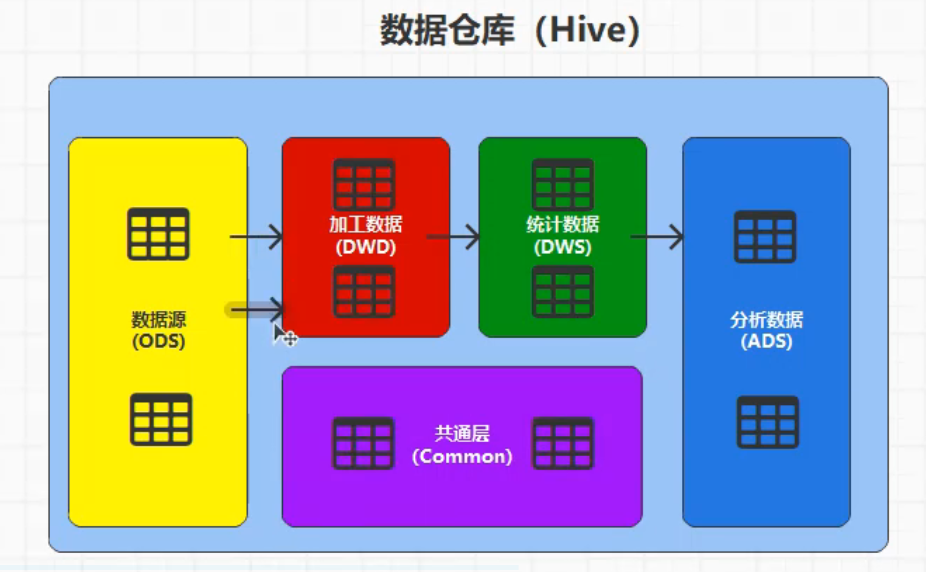 数据仓库（Hive）
数据源
(ODS)
加工数据
(DWD)
统计数据
(DWS)
共通层
(Common)
分析数据
(ADS)